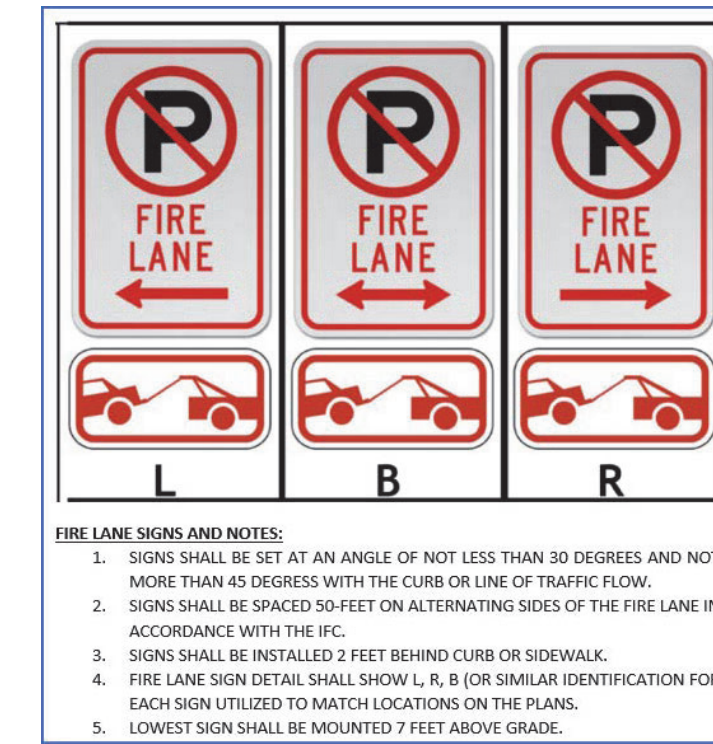 P P P
FIRE FIRE FIRE
LANE LANE LANE
L B R
FIRE LANE SIGNS AND NOTES:
1. SIGNS SHALL BE SET AT AN ANGLE OF NOT LESS THAN 30 DEGREES AND NOT
MORE THAN 45 DEGRESS WITH THE CURB OR LINE OF TRAFFIC FLOW.
2. SIGNS SHALL BE SPACED 50-FEET ON ALTERNATING SIDES OF THE FIRE LANE IN
ACCORDANCE WITH THE IFC.
3. SIGNS SHALL BE INSTALLED 2 FEET BEHIND CURB OR SIDEWALK.
4. FIRE LANE SIGN DETAIL SHALL SHOW L, R, B (OR SIMILAR IDENTIFICATION FOR
EACH SIGN UTILIZED TO MATCH LOCATIONS ON THE PLANS.
5. LOWEST SIGN SHALL BE MOUNTED 7 FEET ABOVE GRADE.